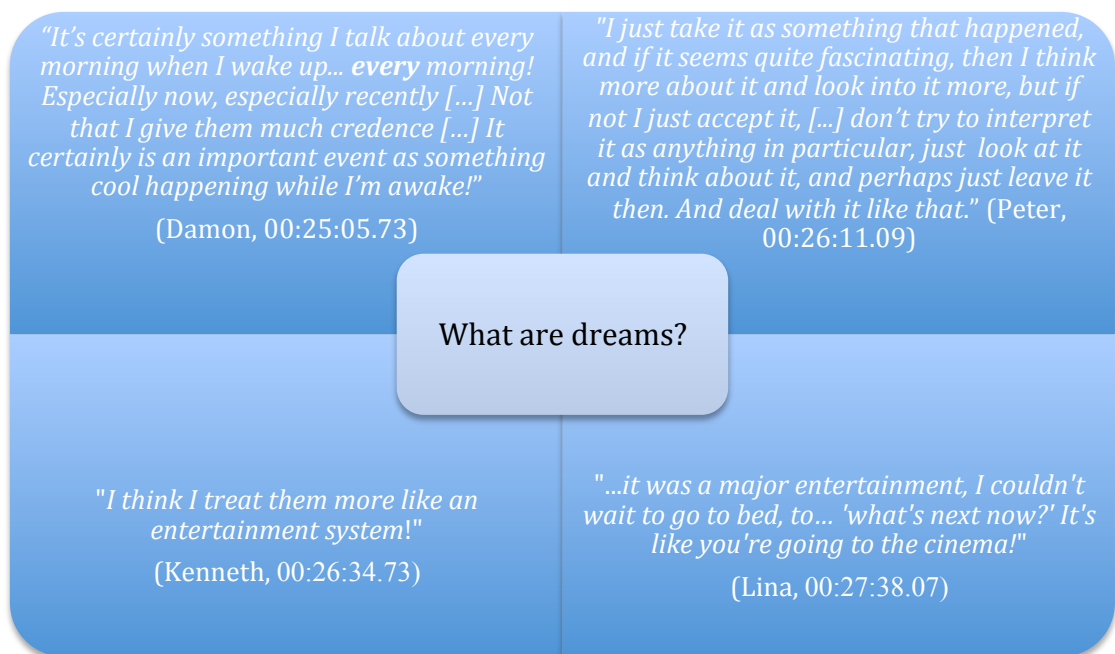 “It’s certainly something I talk about every
morning when I wake up... every morning!
Especially now, especially recently [...] Not
that I give them much credence [...] It
certainly is an important event as something
cool happening while I’m awake!”
(Damon, 00:25:05.73)
"I just take it as something that happened,
and if it seems quite fascinating, then I think
more about it and look into it more, but if
not I just accept it, [...] don’t try to interpret
it as anything in particular, just look at it
and think about it, and perhaps just leave it
then. And deal with it like that.” (Peter,
00:26:11.09)
What are dreams?
"I think I treat them more like an
entertainment system!"
(Kenneth, 00:26:34.73)
"...it was a major entertainment, I couldn't
wait to go to bed, to... 'what's next now?' It's
like you're going to the cinema!"
(Lina, 00:27:38.07)